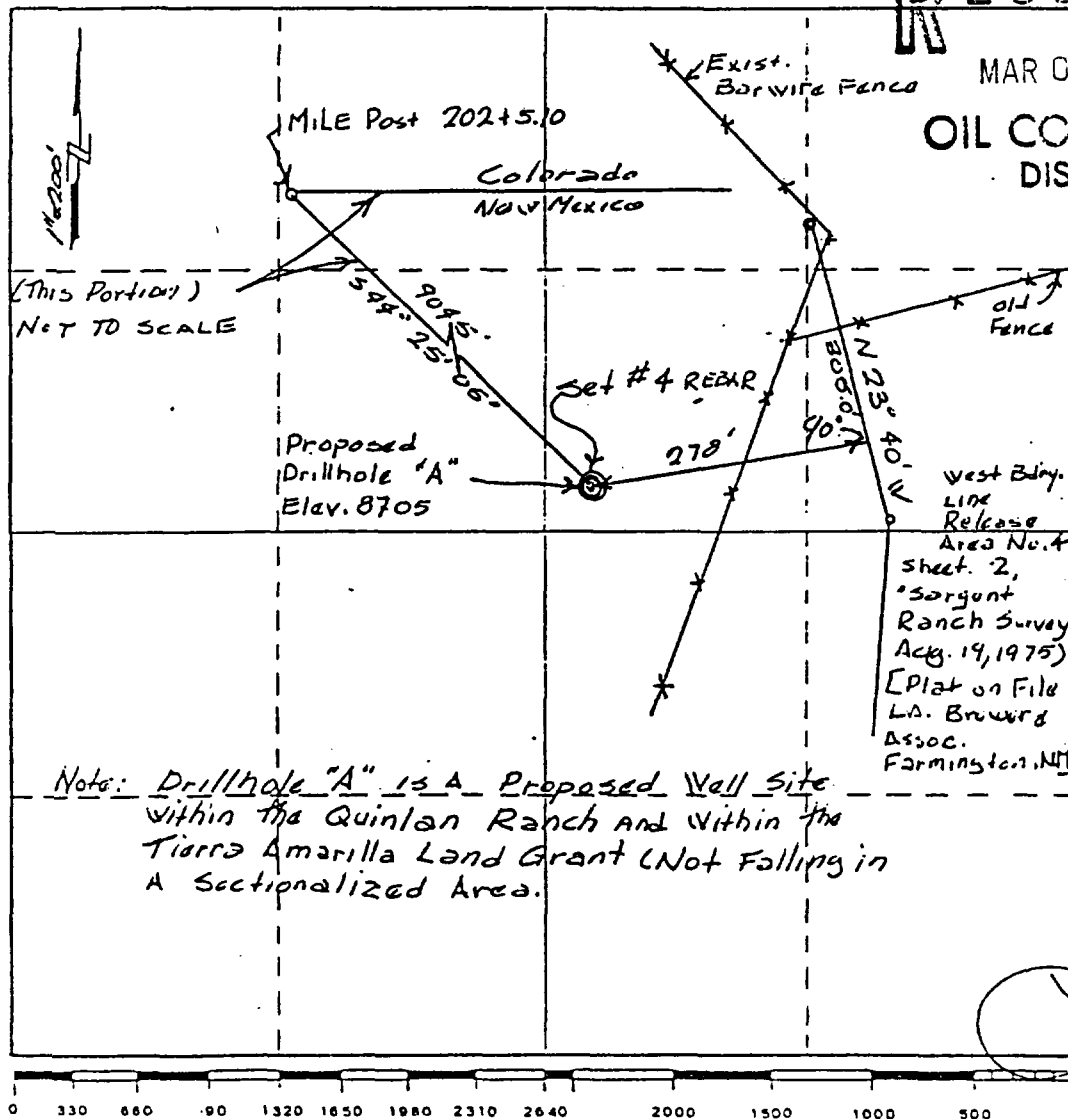 MAR 0
OIL CO
DIS
Exist.
Barwire Fence
MILE Post 202+5.10
Colorado
New Mexico
1"=200'
(This Portion)
NOT TO SCALE
9095.
S44° 25' 06"
old
Fence
Set #4 REBAR
N 23° 40' W
90°
278'
Proposed
Drillhole "A"
Elev. 8705
West Bdry.
Line
Release
Area No. 4
Sheet. 2,
"Sargent
Ranch Survey
Aug. 19, 1975)
[Plat on File
Assoc.
Farmington, NM
Note: Drillhole "A" is A Proposed Well Site
within the Quinlan Ranch And Within the
Tierra Amarilla Land Grant (Not Falling in
A Sectionalized Area.
0 330 660 .90 1320 1650 1980 2310 2640 2000 1500 1000 500